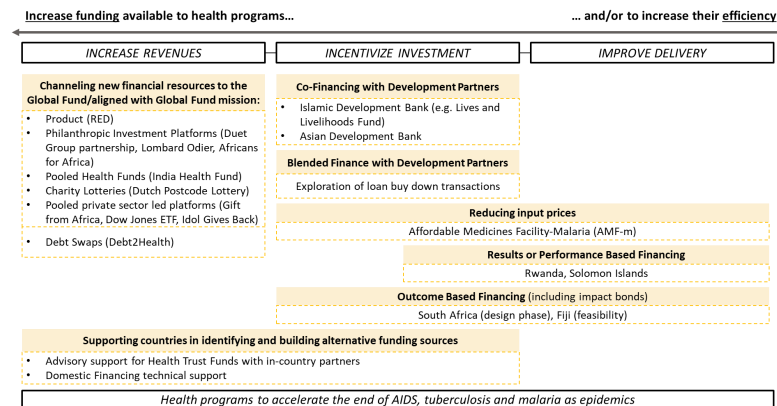 Increase funding available to health programs…
… and/or to increase their efficiency
INCREASE REVENUES
INCENTIVIZE INVESTMENT
IMPROVE DELIVERY
Channeling new financial resources to the
Global Fund/aligned with Global Fund mission:
• Product (RED)
• Philanthropic Investment Platforms (Duet
Group partnership, Lombard Odier, Africans
for Africa)
• Pooled Health Funds (India Health Fund)
• Charity Lotteries (Dutch Postcode Lottery)
• Pooled private sector led platforms (Gift
from Africa, Dow Jones ETF, Idol Gives Back)
• Debt Swaps (Debt2Health)
Co-Financing with Development Partners
• Islamic Development Bank (e.g. Lives and
Livelihoods Fund)
• Asian Development Bank
Blended Finance with Development Partners
Exploration of loan buy down transactions
Reducing input prices
Affordable Medicines Facility-Malaria (AMF-m)
Results or Performance Based Financing
Rwanda, Solomon Islands
Outcome Based Financing (including impact bonds)
South Africa (design phase), Fiji (feasibility)
Supporting countries in identifying and building alternative funding sources
• Advisory support for Health Trust Funds with in-country partners
• Domestic Financing technical support
Health programs to accelerate the end of AIDS, tuberculosis and malaria as epidemics